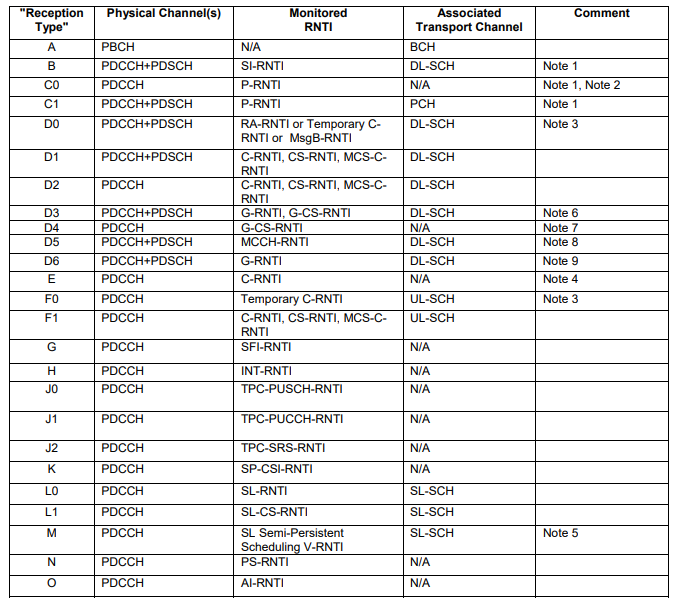 "Reception Type" Physical Channel(s) Monitored RNTI Associated Transport Channel Comment
A PBCH N/A BCH
B PDCCH+PDSCH SI-RNTI DL-SCH Note 1
C0 PDCCH P-RNTI N/A Note 1, Note 2
C1 PDCCH+PDSCH P-RNTI PCH Note 1
D0 PDCCH+PDSCH RA-RNTI or Temporary C-RNTI or MsgB-RNTI DL-SCH Note 3
D1 PDCCH+PDSCH C-RNTI, CS-RNTI, MCS-C-RNTI DL-SCH
D2 PDCCH C-RNTI, CS-RNTI, MCS-C-RNTI DL-SCH
D3 PDCCH+PDSCH G-RNTI, G-CS-RNTI DL-SCH Note 6
D4 PDCCH G-CS-RNTI N/A Note 7
D5 PDCCH+PDSCH MCCH-RNTI DL-SCH Note 8
D6 PDCCH+PDSCH G-RNTI DL-SCH Note 9
E PDCCH C-RNTI N/A Note 4
F0 PDCCH Temporary C-RNTI UL-SCH Note 3
F1 PDCCH C-RNTI, CS-RNTI, MCS-C-RNTI UL-SCH
G PDCCH SFI-RNTI N/A
H PDCCH INT-RNTI N/A
J0 PDCCH TPC-PUSCH-RNTI N/A
J1 PDCCH TPC-PUCCH-RNTI N/A
J2 PDCCH TPC-SRS-RNTI N/A
K PDCCH SP-CSI-RNTI N/A
L0 PDCCH SL-RNTI SL-SCH
L1 PDCCH SL-CS-RNTI SL-SCH
M PDCCH SL Semi-Persistent Scheduling V-RNTI SL-SCH Note 5
N PDCCH PS-RNTI N/A
O PDCCH AI-RNTI N/A